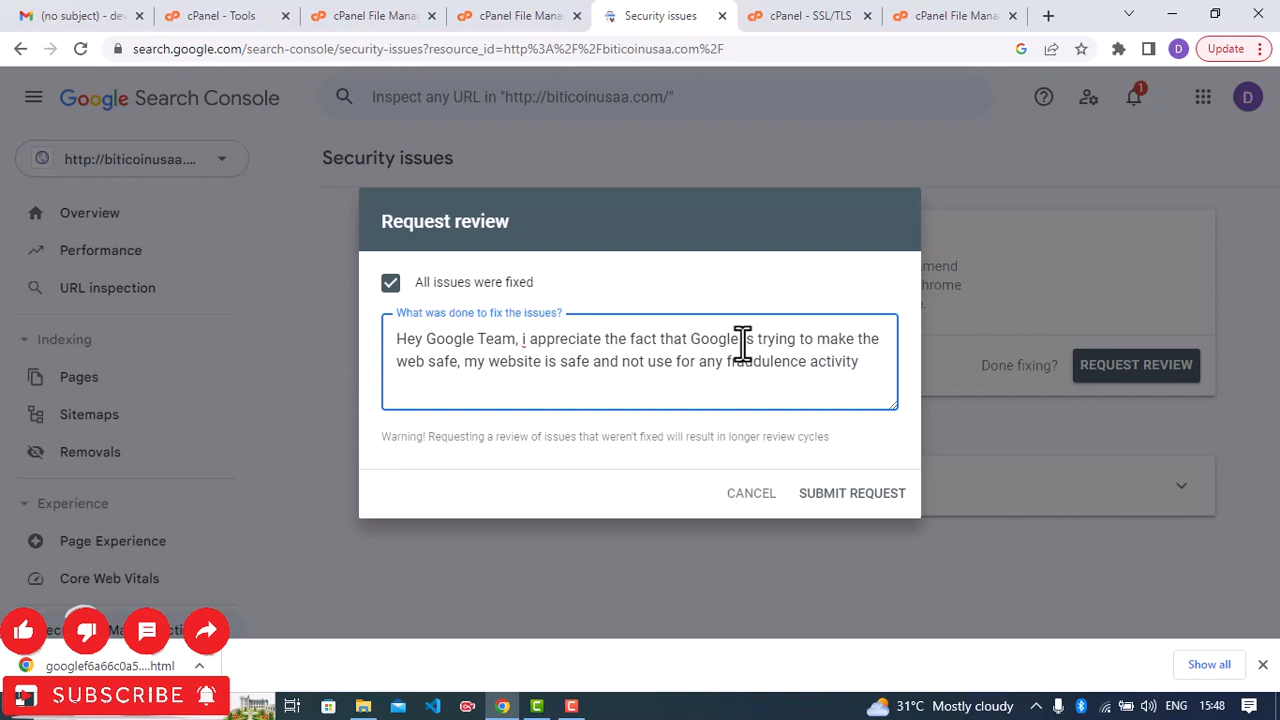 M (no subject) - dev
cPanel - Tools
cPanel File Mana
cPanel File Mana
Security issues
cPanel - SSL/TLS
cPanel File Mana
search.google.com/search-console/security-issues?resource_id=http%3A%2F%2Fbiticoinusaa.com%2F
D
Update
Google Search Console
Inspect any URL in "http://biticoinusaa.com/"
1
D
http://biticoinusaa....
Security issues
Overview
Performance
URL inspection
Indexing
Pages
Sitemaps
Removals
Experience
Page Experience
Core Web Vitals
Request review
All issues were fixed
What was done to fix the issues?
Hey Google Team, i appreciate the fact that Google is trying to make the
web safe, my website is safe and not use for any fraudulence activity
Warning! Requesting a review of issues that weren't fixed will result in longer review cycles
CANCEL
SUBMIT REQUEST
mend
hrome
Done fixing?
REQUEST REVIEW
googlef6a66c0a5....html
Show all
SUBSCRIBE
31°C Mostly cloudy
ENG
15:48